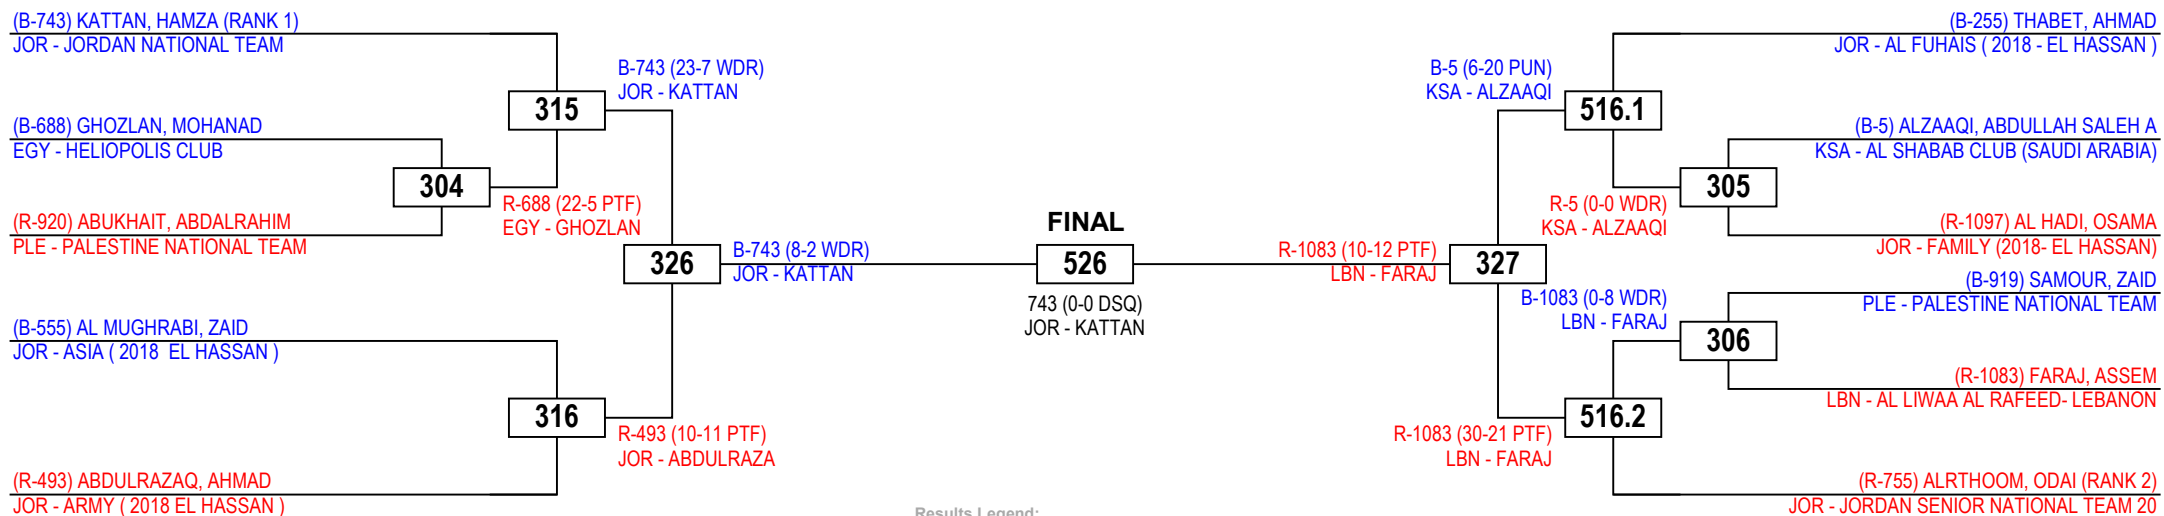 (B-743) KATTAN, HAMZA (RANK 1)
JOR - JORDAN NATIONAL TEAM
(B-688) GHOZLAN, MOHANAD
EGY - HELIOPOLIS CLUB
(R-920) ABUKHAIT, ABDALRAHIM
PLE - PALESTINE NATIONAL TEAM
(B-555) AL MUGHRABI, ZAID
JOR - ASIA ( 2018  EL HASSAN )
(R-493) ABDULRAZAQ, AHMAD
JOR - ARMY ( 2018 EL HASSAN )
304
315
316
R-688 (22-5 PTF)
EGY - GHOZLAN
B-743 (23-7 WDR)
JOR - KATTAN
R-493 (10-11 PTF)
JOR - ABDULRAZA
326
B-743 (8-2 WDR)
JOR - KATTAN
FINAL
526
743 (0-0 DSQ)
JOR - KATTAN
Results Legend:
R-1083 (10-12 PTF)
LBN - FARAJ
327
B-5 (6-20 PUN)
KSA - ALZAAQI
R-1083 (30-21 PTF)
LBN - FARAJ
516.1
516.2
R-5 (0-0 WDR)
KSA - ALZAAQI
B-1083 (0-8 WDR)
LBN - FARAJ
305
306
(B-255) THABET, AHMAD
JOR - AL FUHAIS ( 2018 - EL HASSAN )
(B-5) ALZAAQI, ABDULLAH SALEH A
KSA - AL SHABAB CLUB (SAUDI ARABIA)
(R-1097) AL HADI, OSAMA
JOR - FAMILY (2018- EL HASSAN)
(B-919) SAMOUR, ZAID
PLE - PALESTINE NATIONAL TEAM
(R-1083) FARAJ, ASSEM
LBN - AL LIWAA AL RAFEED- LEBANON
(R-755) ALRTHOOM, ODAI (RANK 2)
JOR - JORDAN SENIOR NATIONAL TEAM 20